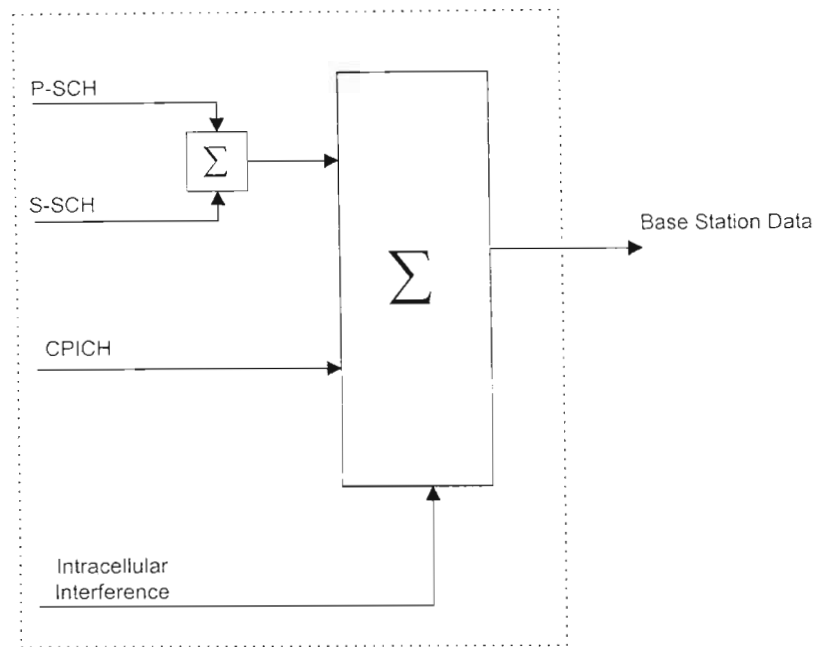 P-SCH
Σ
S-SCH
Base Station Data
Σ
CPICH
Intracellular
Interference